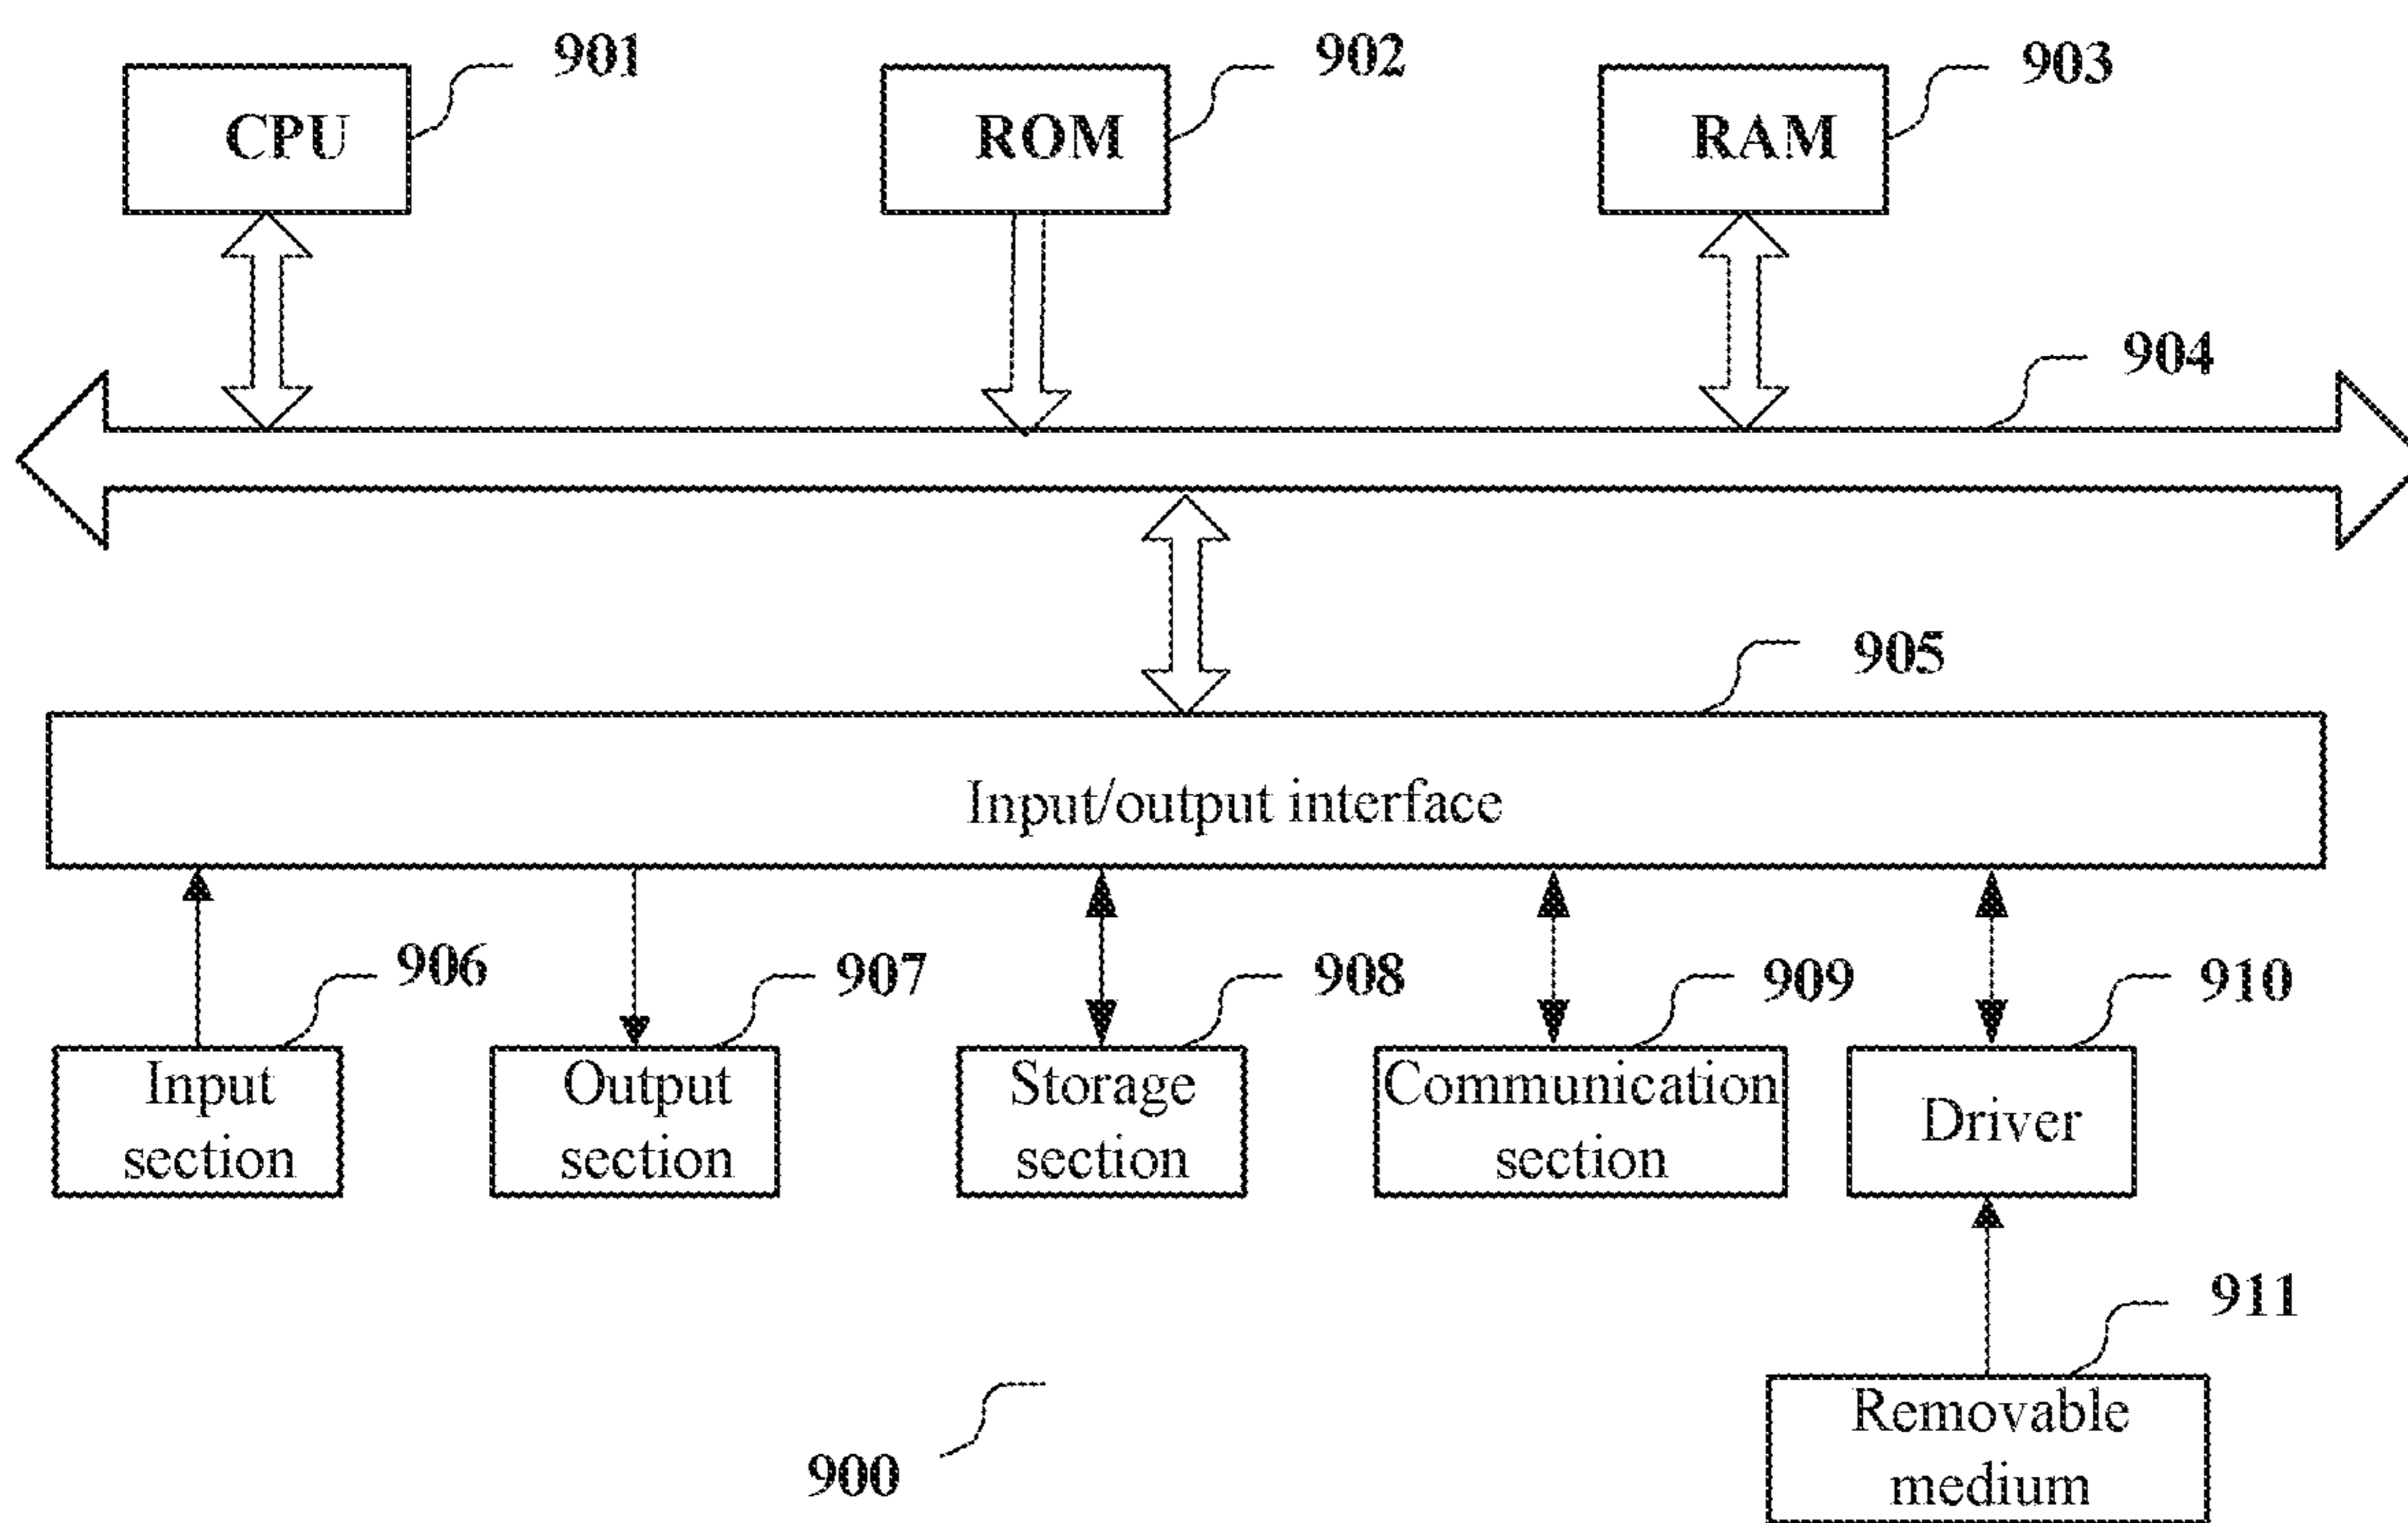 901
902
903
CPU
ROM
RAM
904
905
Input/output interface
906
907
908
909
910
Input
section
Output
section
Storage
section
Communication
section
Driver
911
900
Removable
medium